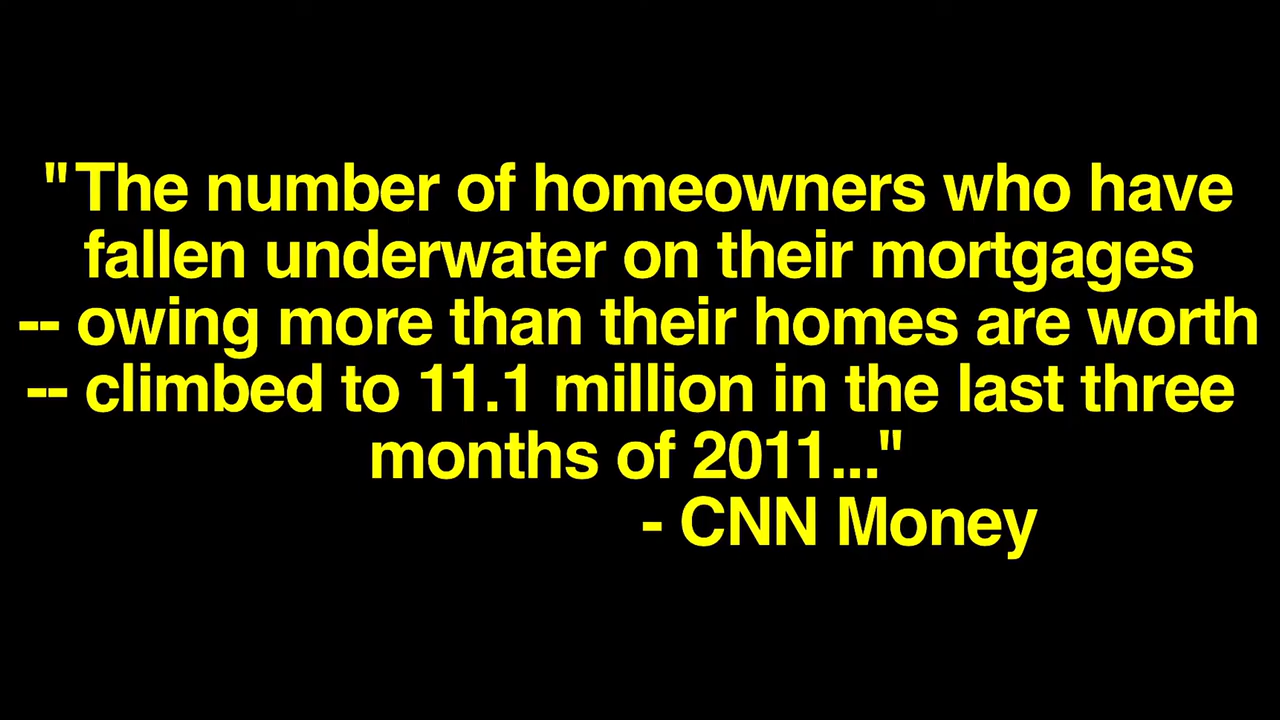 "The number of homeowners who have
fallen underwater on their mortgages
-- owing more than their homes are worth
-- climbed to 11.1 million in the last three
months of 2011..."
- CNN Money